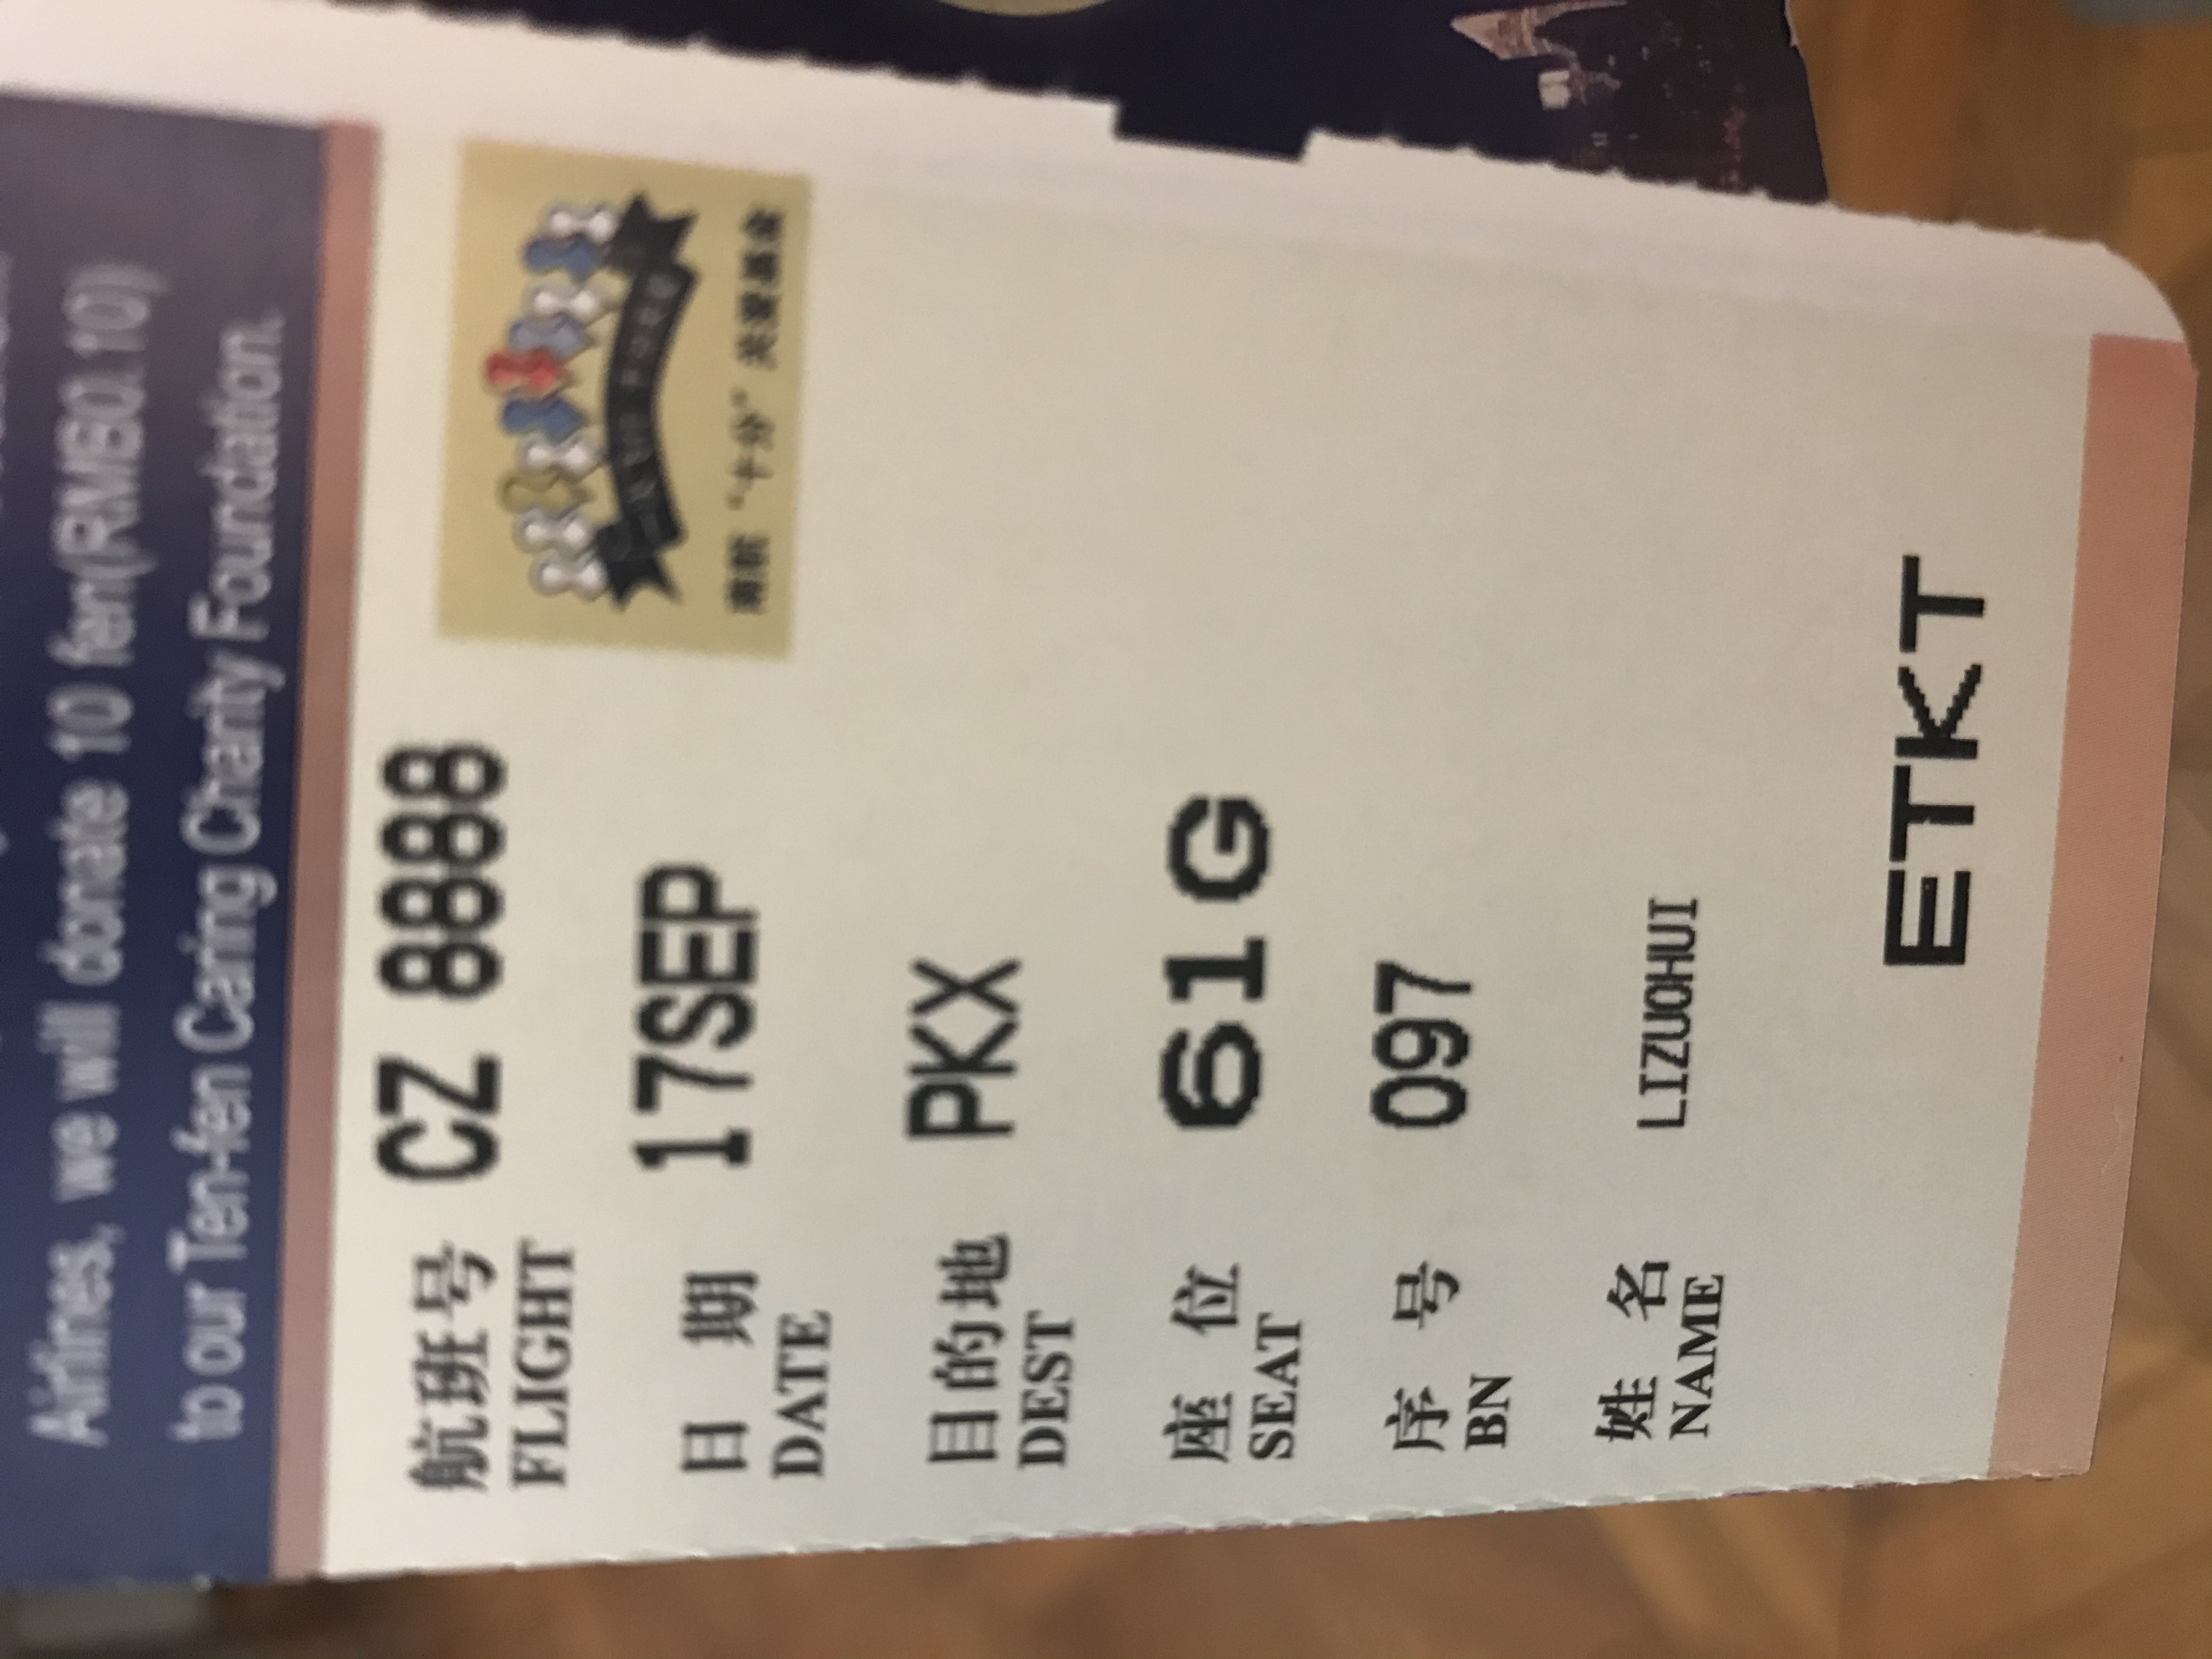 Airlines, we will donate 10 fen(RMB0.10)
to our Ten-fen Caring Charity Foundation.
航班号 CZ 8888
FLIGHT
日 期 17SEP
DATE
目的地 PKX
DEST
座 位 61G
SEAT
序 号 097
BN
姓 名 LIZUOHUI
NAME
ETKT
南航 “十分” 关爱基金